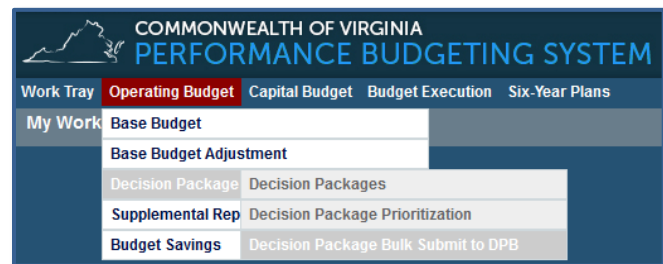 COMMONWEALTH OF VIRGINIA
PERFORMANCE BUDGETING SYSTEM
Work Tray Operating Budget Capital Budget Budget Execution Six-Year Plans
My Work
Base Budget
Base Budget Adjustment
Decision Package Decision Packages
Supplemental Rep Decision Package Prioritization
Budget Savings Decision Package Bulk Submit to DPB